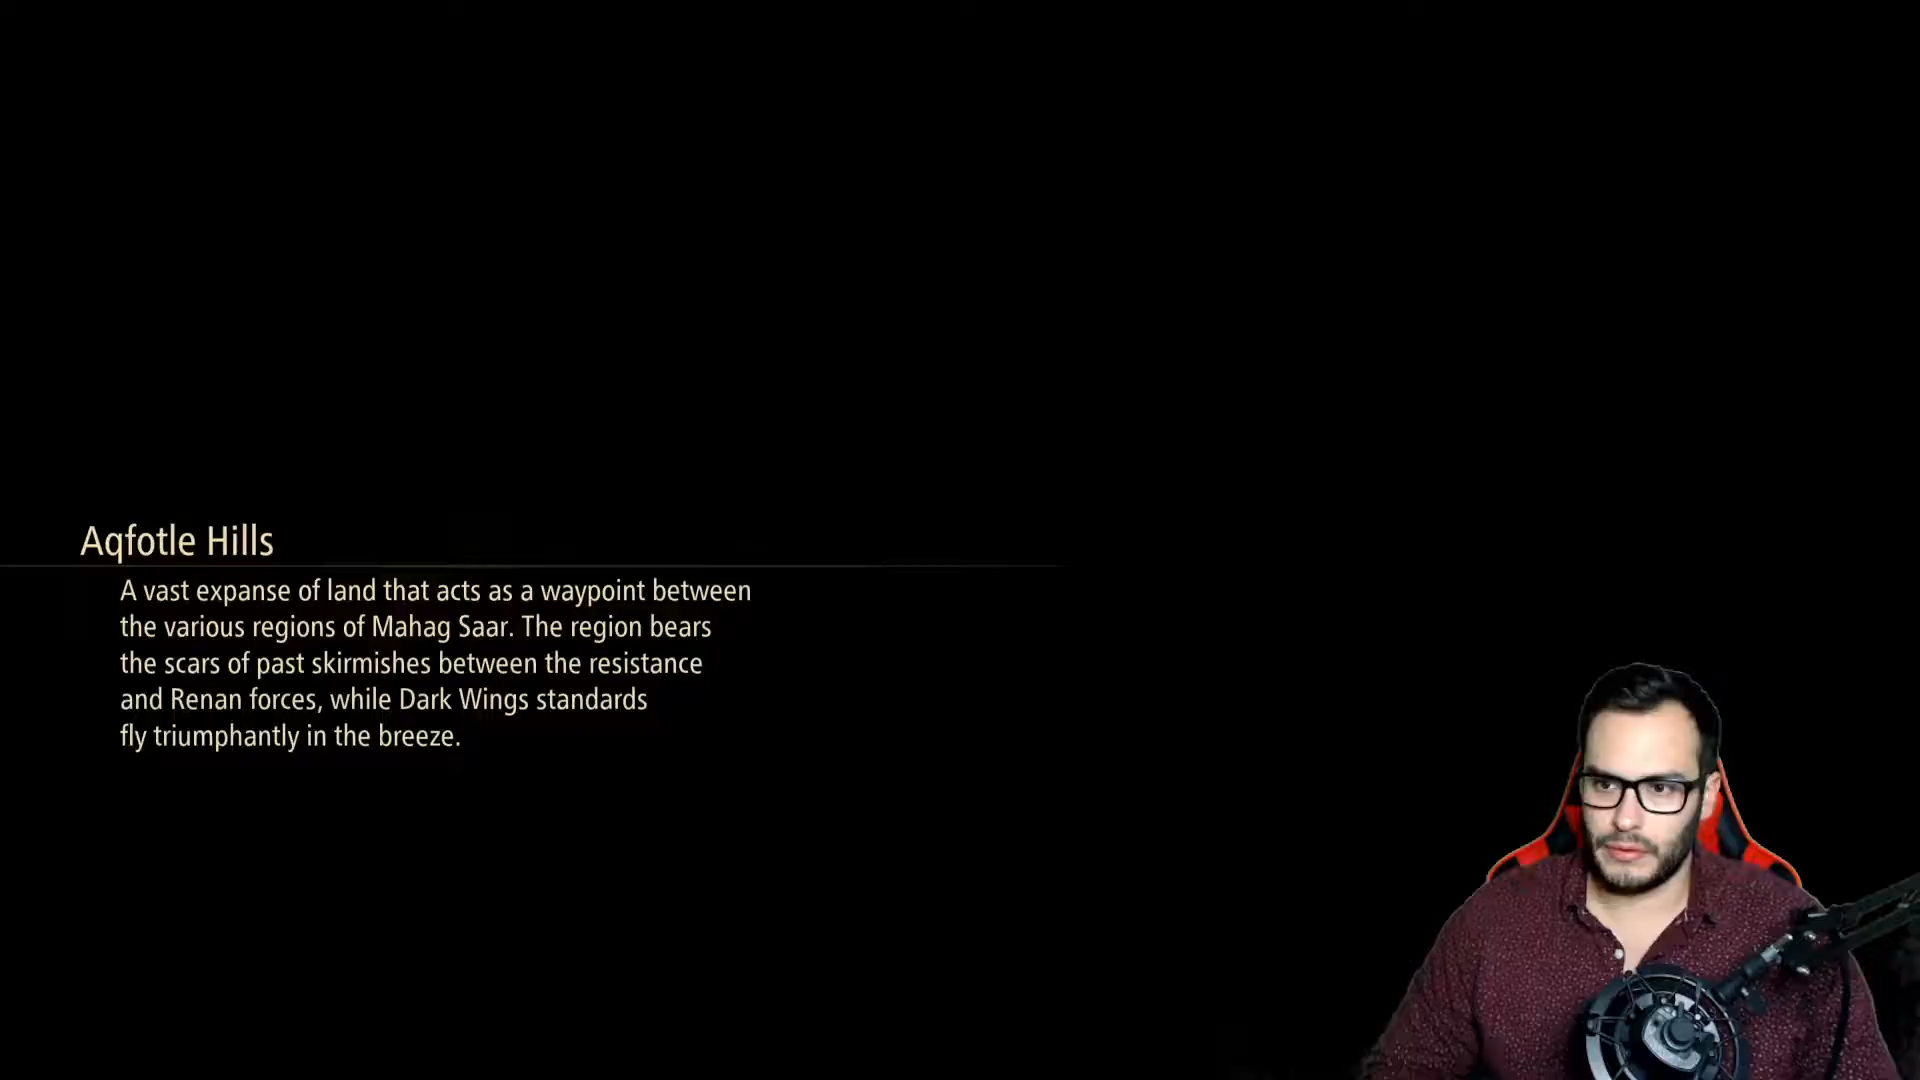 Aqfotle Hills
A vast expanse of land that acts as a waypoint between
the various regions of Mahag Saar. The region bears
the scars of past skirmishes between the resistance
and Renan forces, while Dark Wings standards
fly triumphantly in the breeze.